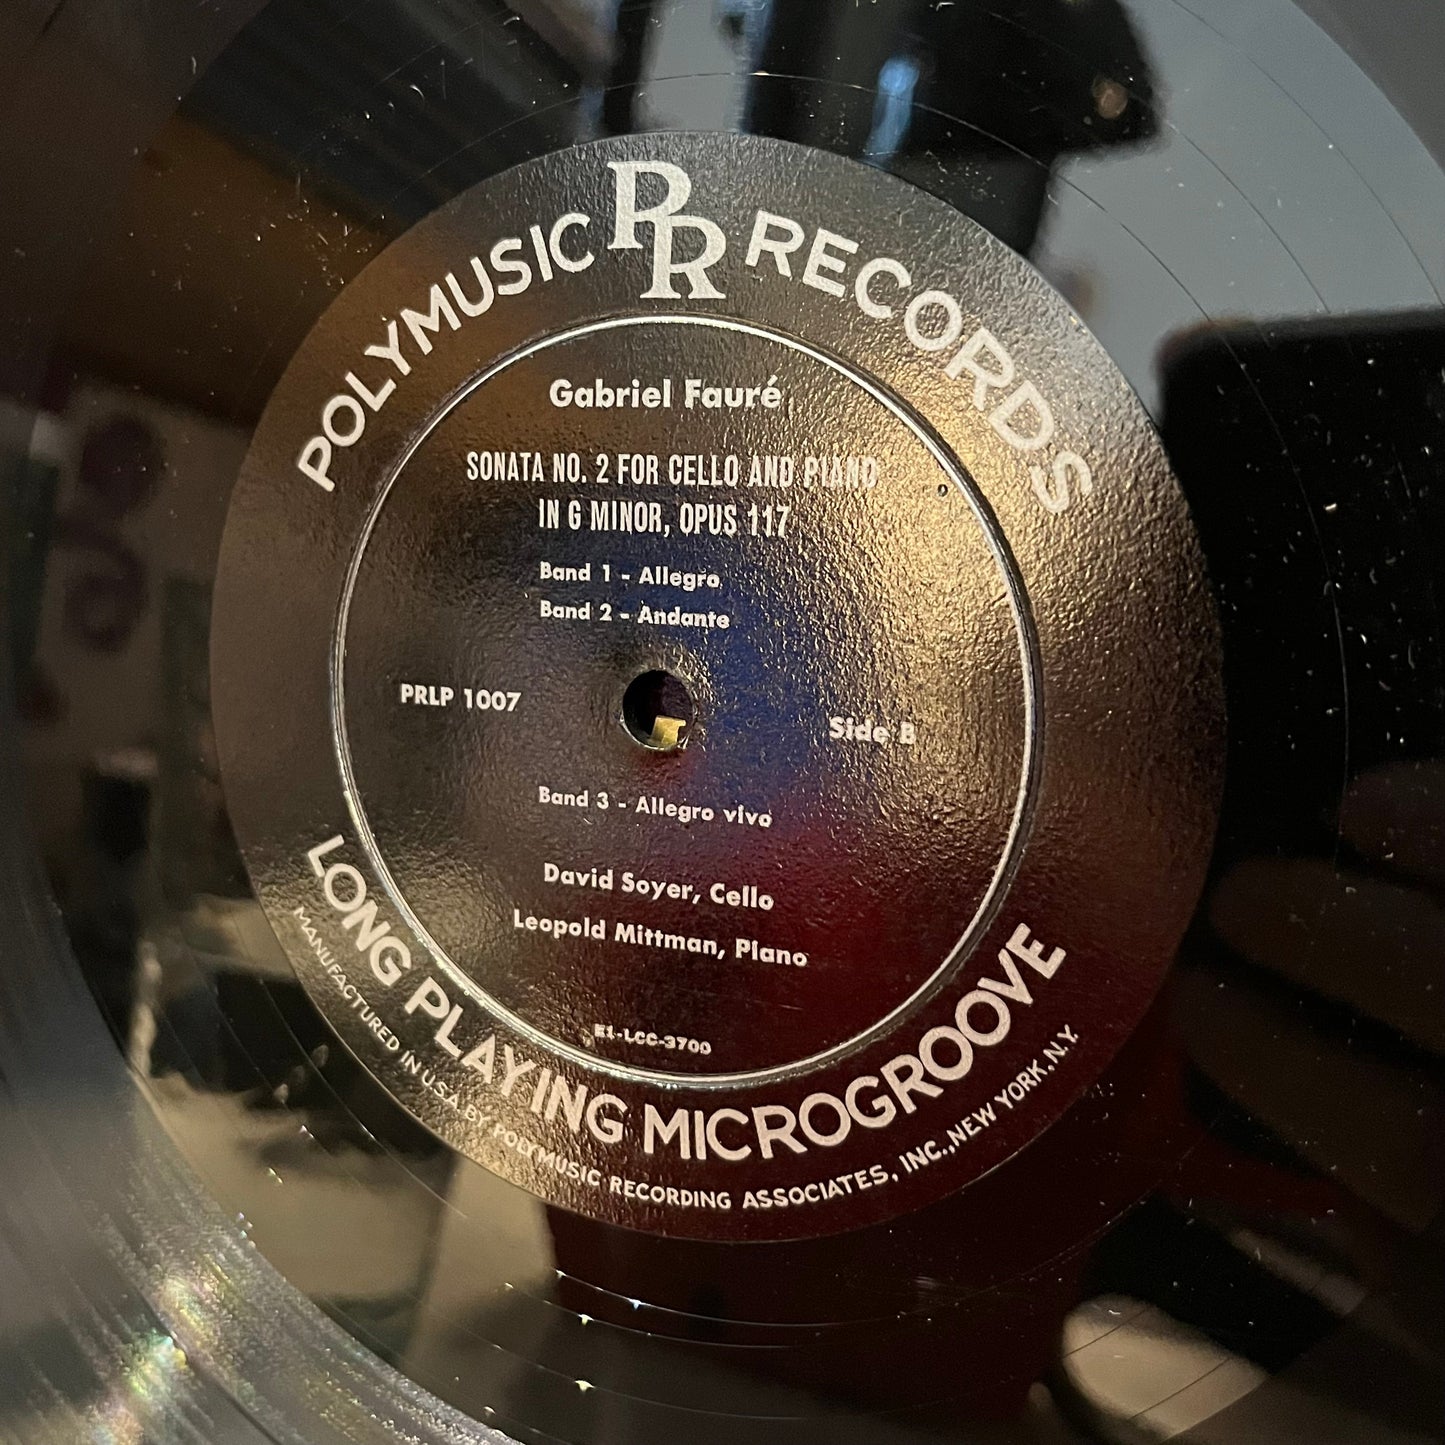 POLYMUSIC PR RECORDS
Gabriel Fauré
SONATA NO. 2 FOR CELLO AND PIANO
IN G MINOR, OPUS 117
Band 1 - Allegro
Band 2 - Andante
PRLP 1007
Side B
Band 3 - Allegro vivo
David Soyer, Cello
Leopold Mittman, Piano
E1-LCC-3700
LONG PLAYING MICROGROOVE
MANUFACTURED IN U.S.A. BY POLYMUSIC RECORDING ASSOCIATES, INC., NEW YORK, N.Y.